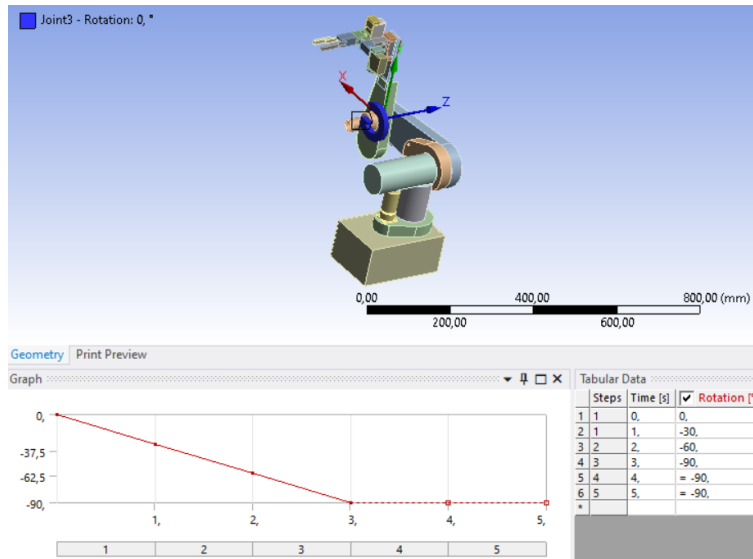 Joint3 - Rotation: 0, °
X
Z
0,00 400,00 800,00 (mm)
200,00 600,00
Geometry Print Preview
Graph
0,
-37,5
-62,5
-90,
1, 2, 3, 4, 5,
1 2 3 4 5
Tabular Data
Steps Time [s] Rotation [°
1 1 0, 0,
2 1 1, -30,
3 2 2, -60,
4 3 3, -90,
5 4 4, = -90,
6 5 5, = -90,
*